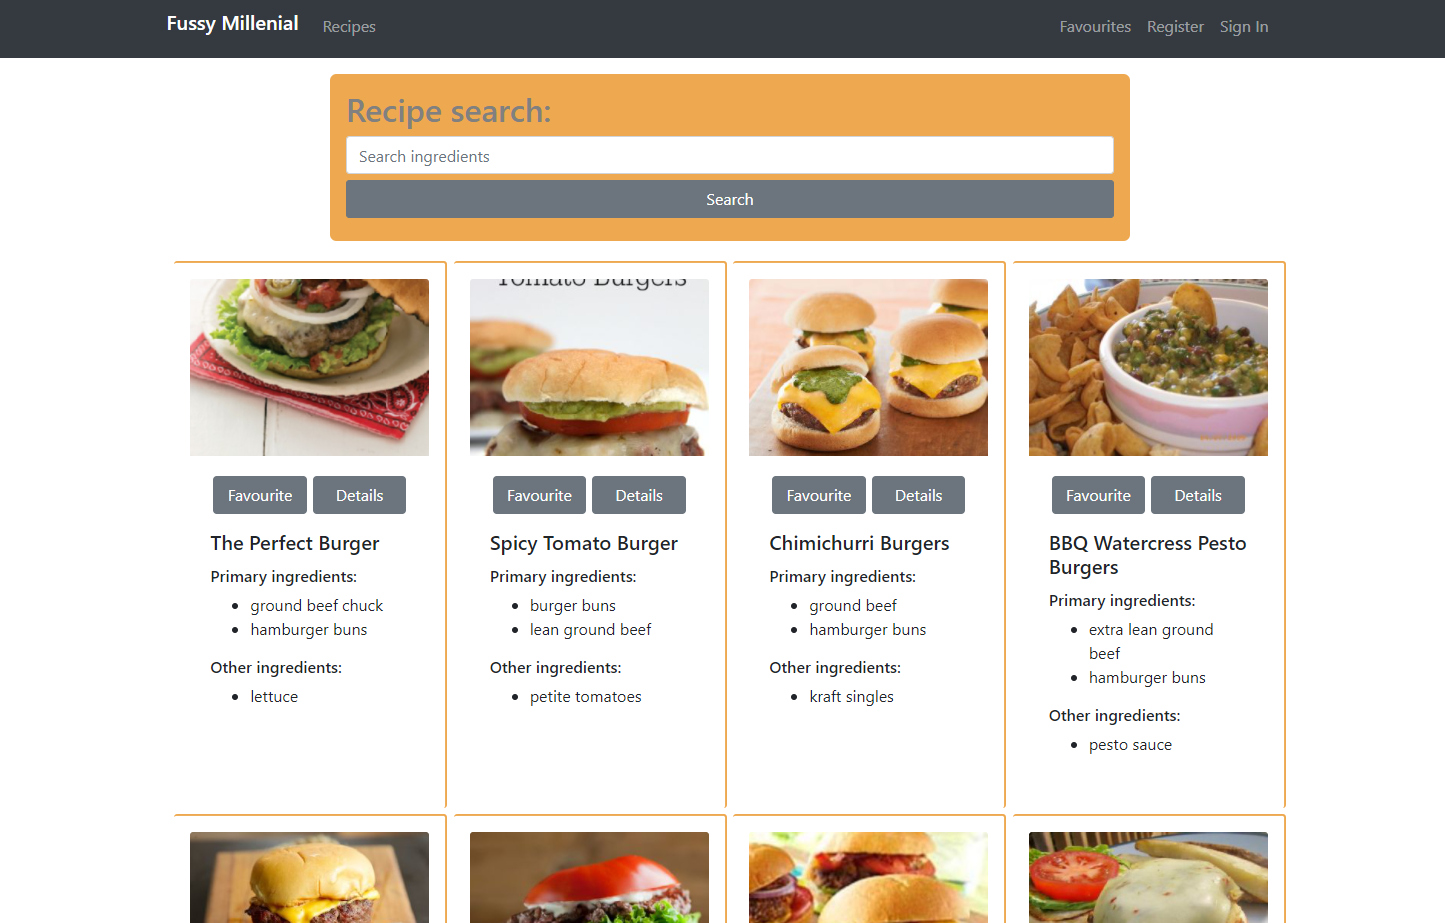 Fussy Millenial Recipes Favourites Register Sign In
Recipe search:
Search ingredients
Search
Tomato Burgers
Favourite Details
The Perfect Burger
Primary ingredients:
ground beef chuck
hamburger buns
Other ingredients:
lettuce
Favourite Details
Spicy Tomato Burger
Primary ingredients:
burger buns
lean ground beef
Other ingredients:
petite tomatoes
Favourite Details
Chimichurri Burgers
Primary ingredients:
ground beef
hamburger buns
Other ingredients:
kraft singles
Favourite Details
BBQ Watercress Pesto
Burgers
Primary ingredients:
extra lean ground
beef
hamburger buns
Other ingredients:
pesto sauce